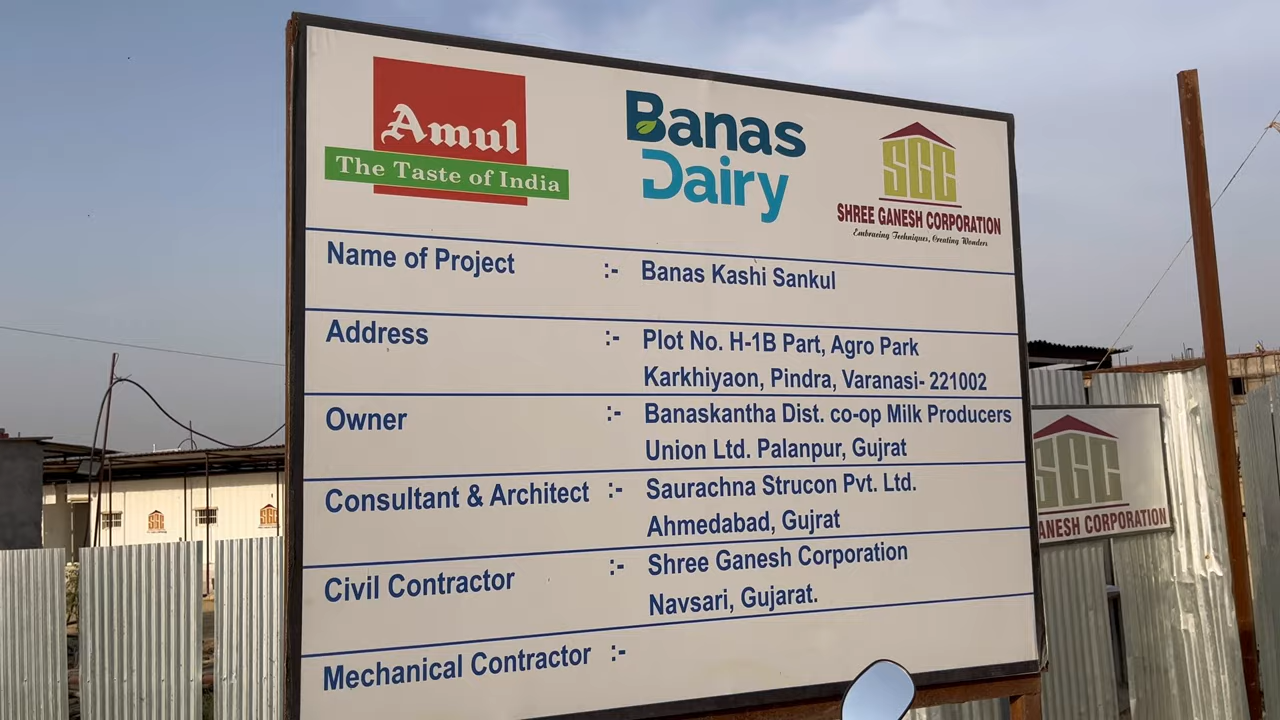 Amul
The Taste of India
Banas
Dairy
SGC
SHREE GANESH CORPORATION
Embracing Techniques, Creating Wonders
Name of Project :- Banas Kashi Sankul
Address :- Plot No. H-1B Part, Agro Park
Karkhiyaon, Pindra, Varanasi- 221002
Owner :- Banaskantha Dist. co-op Milk Producers
Union Ltd. Palanpur, Gujrat
Consultant & Architect :- Saurachna Strucon Pvt. Ltd.
Ahmedabad, Gujrat
Civil Contractor :- Shree Ganesh Corporation
Navsari, Gujarat.
Mechanical Contractor :-
SGC
ANESH CORPORATION
SGC
SGC